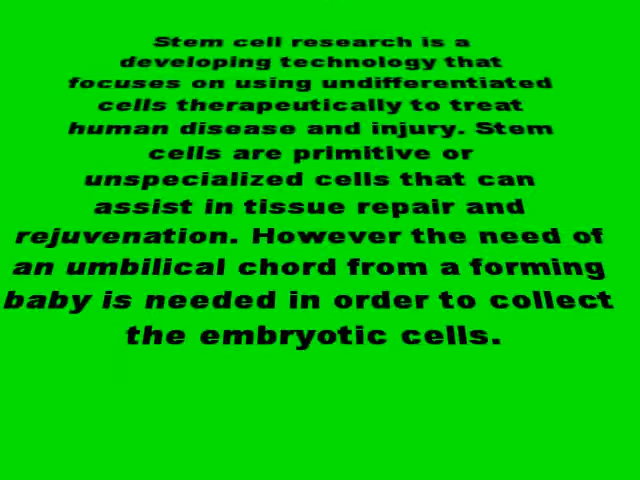 Stem cell research is a
developing technology that
focuses on using undifferentiated
cells therapeutically to treat
human disease and injury. Stem
cells are primitive or
unspecialized cells that can
assist in tissue repair and
rejuvenation. However the need of
an umbilical chord from a forming
baby is needed in order to collect
the embryotic cells.